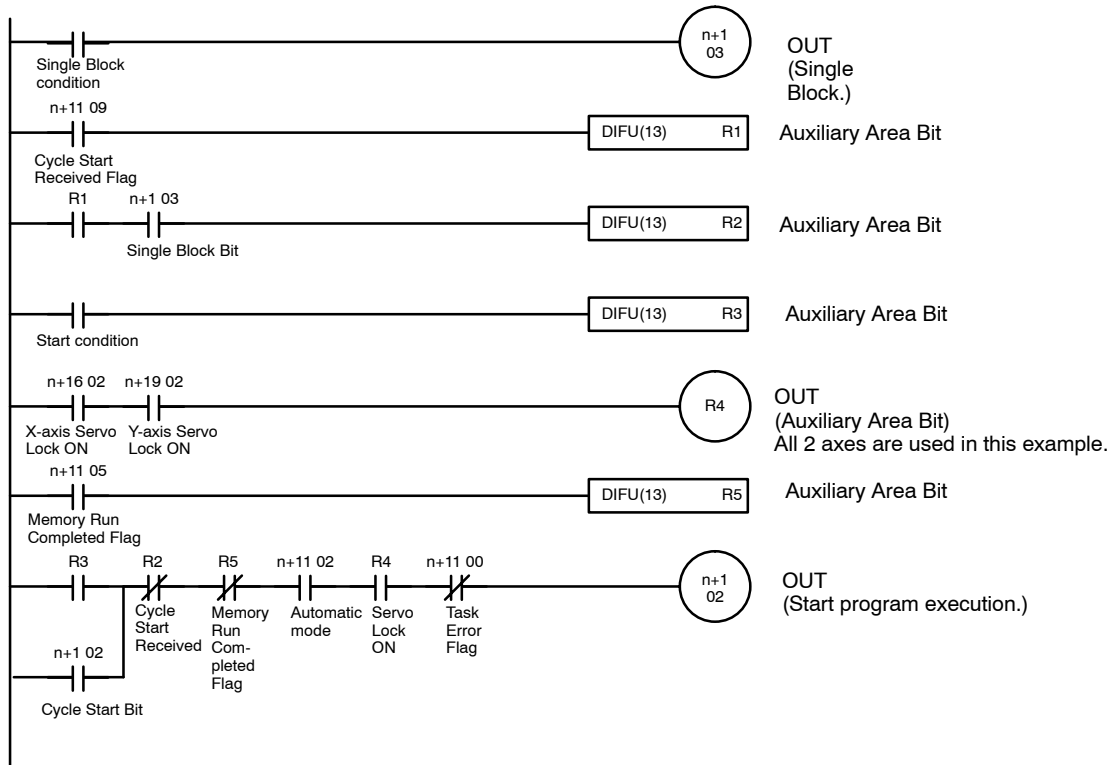 n+1
03
OUT
(Single
Block.)
Single Block
condition
n+11 09
DIFU(13) R1
Auxiliary Area Bit
Cycle Start
Received Flag
R1 n+1 03
DIFU(13) R2
Auxiliary Area Bit
Single Block Bit
DIFU(13) R3
Auxiliary Area Bit
Start condition
n+16 02 n+19 02
R4
OUT
(Auxiliary Area Bit)
All 2 axes are used in this example.
X-axis Servo
Lock ON
Y-axis Servo
Lock ON
n+11 05
DIFU(13) R5
Auxiliary Area Bit
Memory Run
Completed Flag
R3 R2 R5 n+11 02 R4 n+11 00
n+1
02
OUT
(Start program execution.)
Cycle
Start
Received
Memory
Run
Com-
pleted
Flag
Automatic
mode
Servo
Lock
ON
Task
Error
Flag
n+1 02
Cycle Start Bit